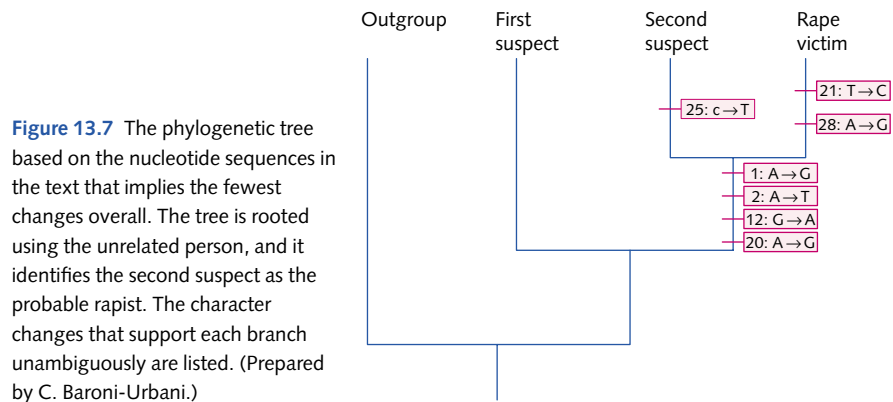 Outgroup
First
suspect
Second
suspect
Rape
victim
21: T→C
25: c→T
28: A→G
1: A→G
2: A→T
12: G→A
20: A→G
Figure 13.7 The phylogenetic tree
based on the nucleotide sequences in
the text that implies the fewest
changes overall. The tree is rooted
using the unrelated person, and it
identifies the second suspect as the
probable rapist. The character
changes that support each branch
unambiguously are listed. (Prepared
by C. Baroni-Urbani.)